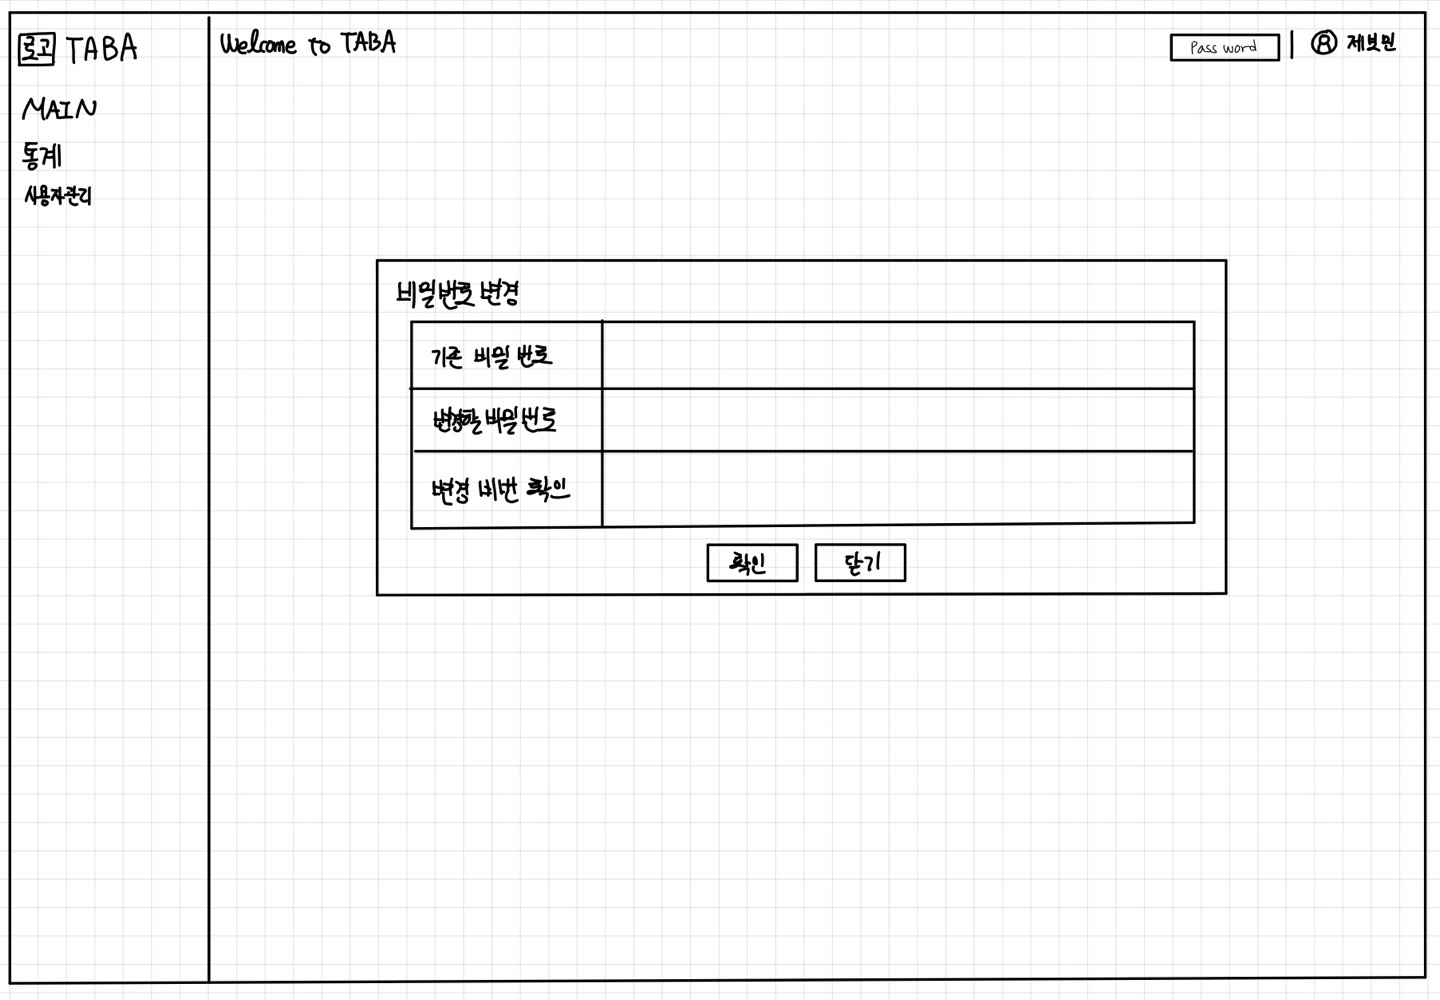 로고 TABA
Welcome to TABA
Pass word
제보민
MAIN
통계
사용자관리
비밀번호 변경
기존 비밀 번호
변경할 비밀번호
변경 비번 확인
확인
닫기